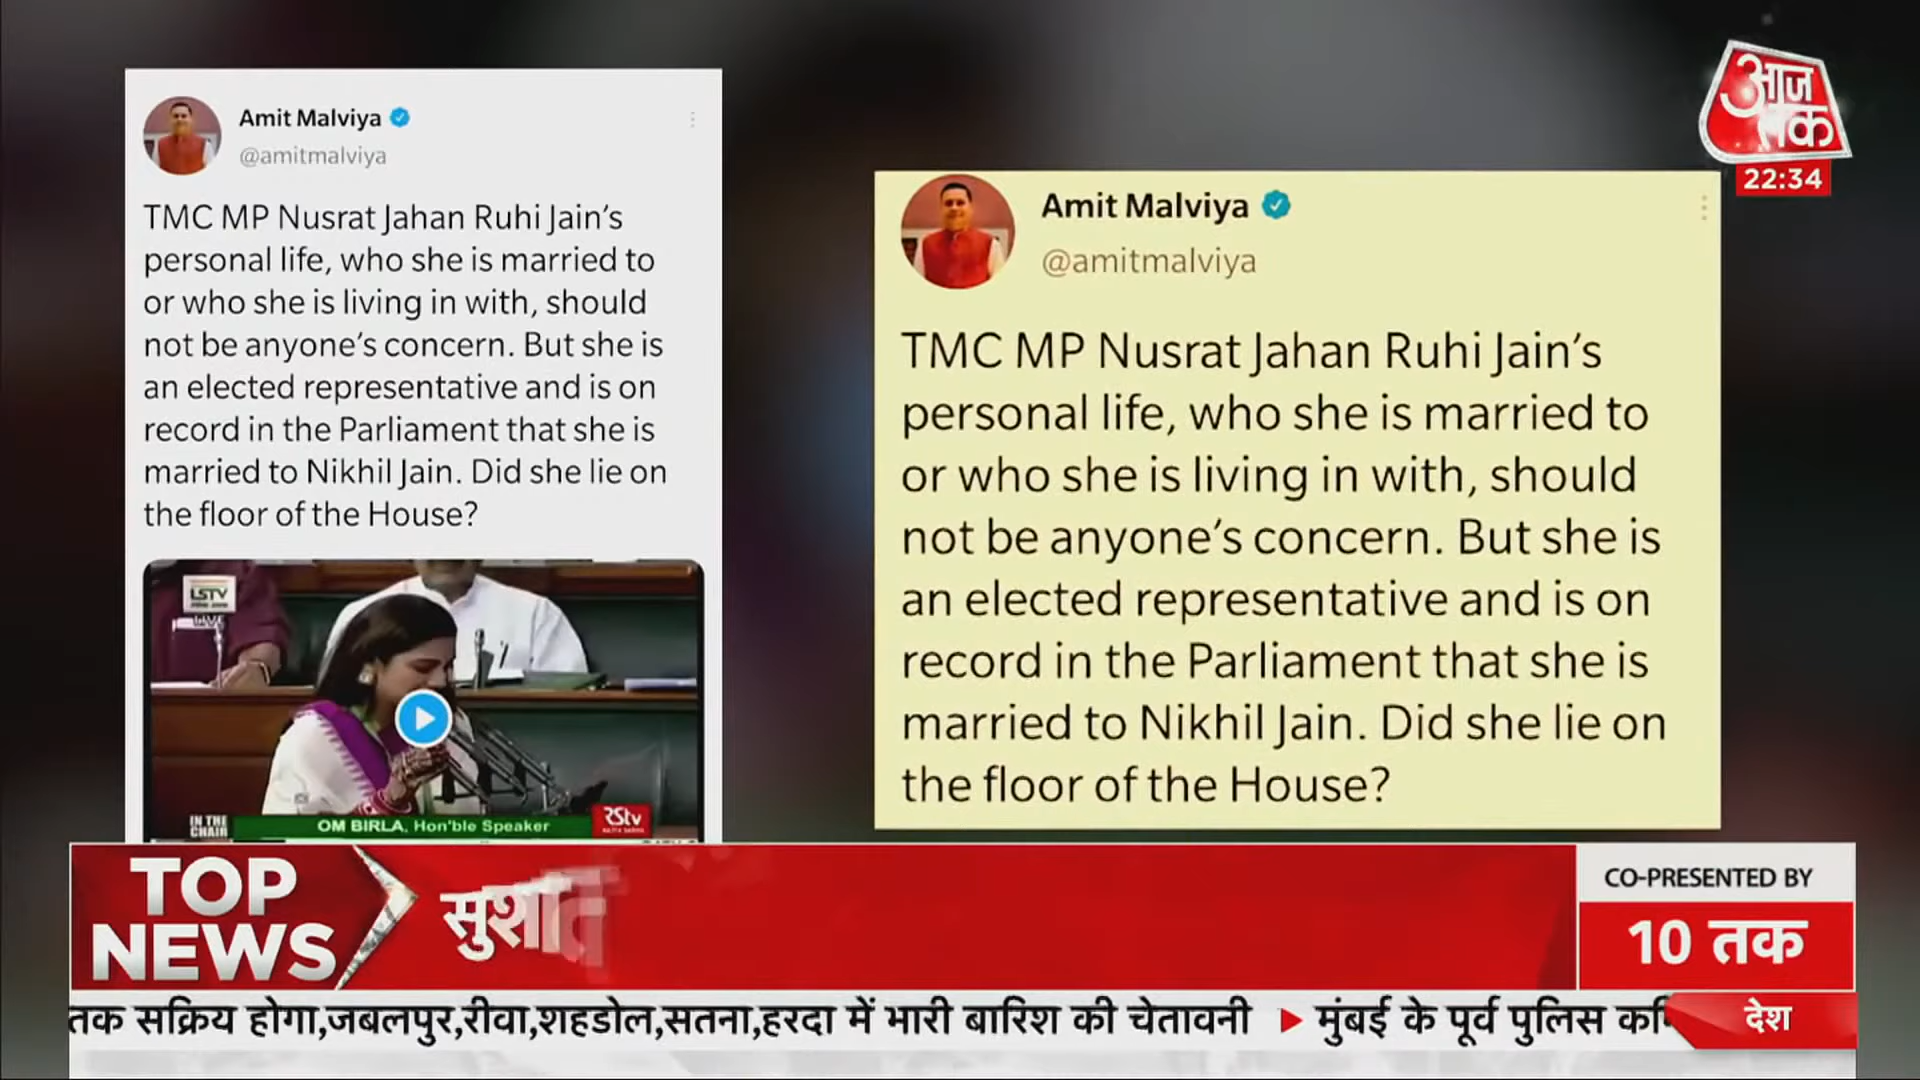 Amit Malviya
@amitmalviya
TMC MP Nusrat Jahan Ruhi Jain's
personal life, who she is married to
or who she is living in with, should
not be anyone's concern. But she is
an elected representative and is on
record in the Parliament that she is
married to Nikhil Jain. Did she lie on
the floor of the House?
LSTV
LIVE
IN THE
CHAIR
OM BIRLA, Hon'ble Speaker
RStv
आज
तक
22:34
Amit Malviya
@amitmalviya
TMC MP Nusrat Jahan Ruhi Jain's
personal life, who she is married to
or who she is living in with, should
not be anyone's concern. But she is
an elected representative and is on
record in the Parliament that she is
married to Nikhil Jain. Did she lie on
the floor of the House?
TOP
NEWS
CO-PRESENTED BY
10 तक
तक सक्रिय होगा,जबलपुर,रीवा,शहडोल,सतना,हरदा में भारी बारिश की चेतावनी
मुंबई के पूर्व पुलिस
देश